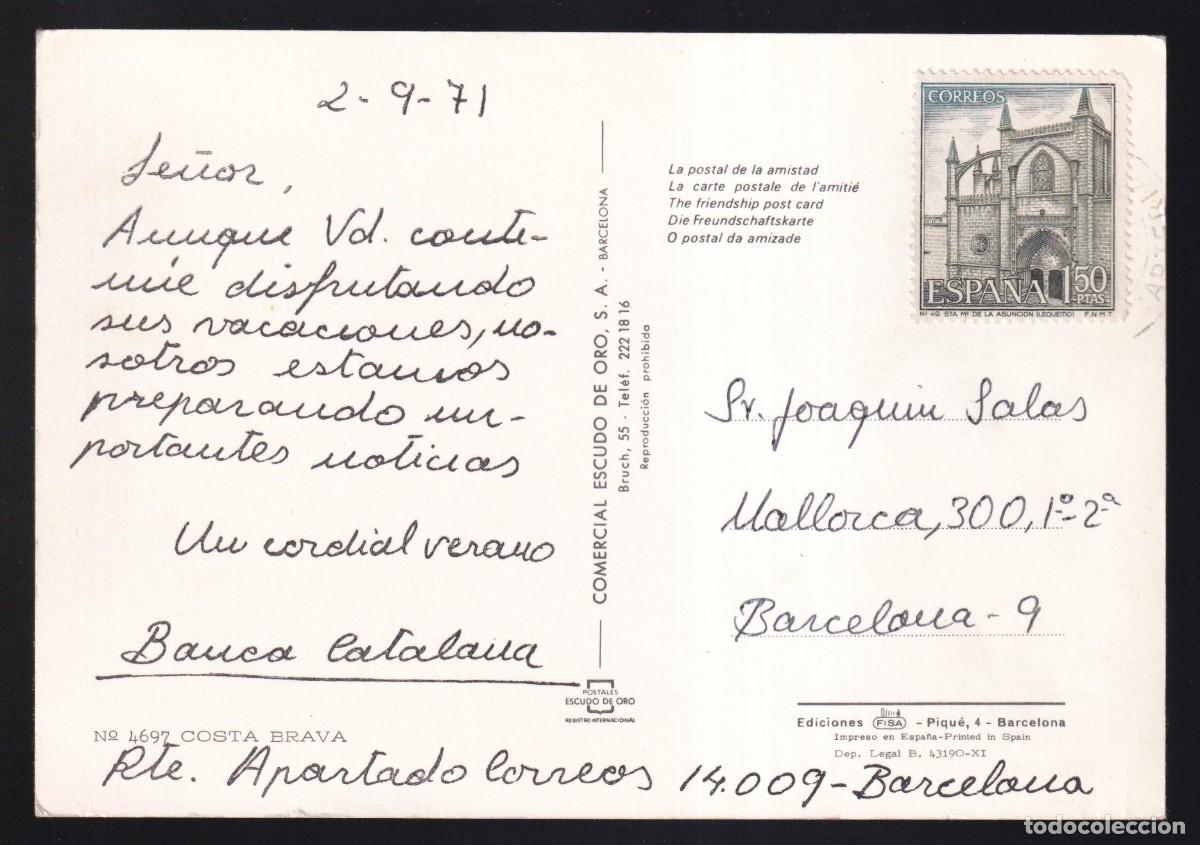 2-9-71
Señor,
Aunque Vd. conti-
núe disfrutando
sus vacaciones, no-
sotros estamos
preparando im-
portantes noticias
Un cordial verano
Banca Catalana
Nº 4697 COSTA BRAVA
Rte. Apartado Correos 14.009-Barcelona
COMERCIAL ESCUDO DE ORO, S. A. - BARCELONA
Bruch, 55 - Teléf. 222 18 16
Reproducción prohibida
POSTALES
ESCUDO DE ORO
REGISTRO INTERNACIONAL
La postal de la amistad
La carte postale de l'amitié
The friendship post card
Die Freundschaftskarte
O postal da amizade
CORREOS
ESPAÑA 1,50
PTAS
Nº 40. STA Mª DE LA ASUNCION (LEQUEITIO) F.N.M.T
Sr. Joaquin Salas
Mallorca, 300, 1º-2ª
Barcelona-9
Ediciones FISA - Piqué, 4 - Barcelona
Impreso en España-Printed in Spain
Dep. Legal B. 43190-XI
todocoleccion